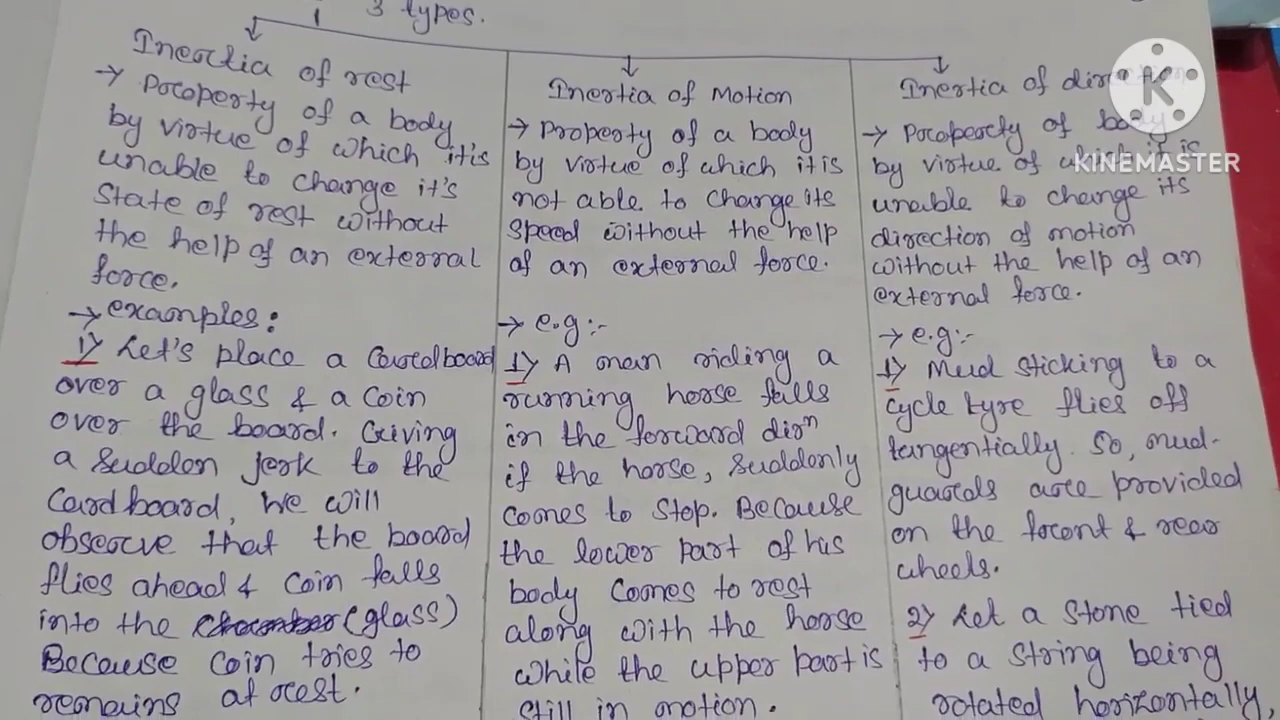 3 types.
Inertia of rest
→ Property of a body
by virtue of which it is
unable to change it's
State of rest without
the help of an external
force.
→ examples:
1) Let's place a Cardboard
over a glass & a coin
over the board. Giving
a sudden jerk to the
Cardboard, we will
observe that the board
flies ahead & coin falls
into the (glass)
Because coin tries to
remains at rest.
Inertia of Motion
→ Property of a body
by virtue of which it is
not able to change its
speed without the help
of an external force.
→ e.g:-
1) A man riding a
running horse falls
in the forward dirⁿ
if the horse, suddenly
comes to stop. Because
the lower part of his
body comes to rest
along with the horse
while the upper part is
still in motion.
Inertia of direction
→ Property of body
by virtue of which it is
unable to change its
direction of motion
without the help of an
external force.
→ e.g:-
1) Mud sticking to a
cycle tyre flies off
tangentially. So, mud-
guards are provided
on the front & rear
wheels.
2) Let a stone tied
to a string being
rotated horizontally,
K
KINEMASTER